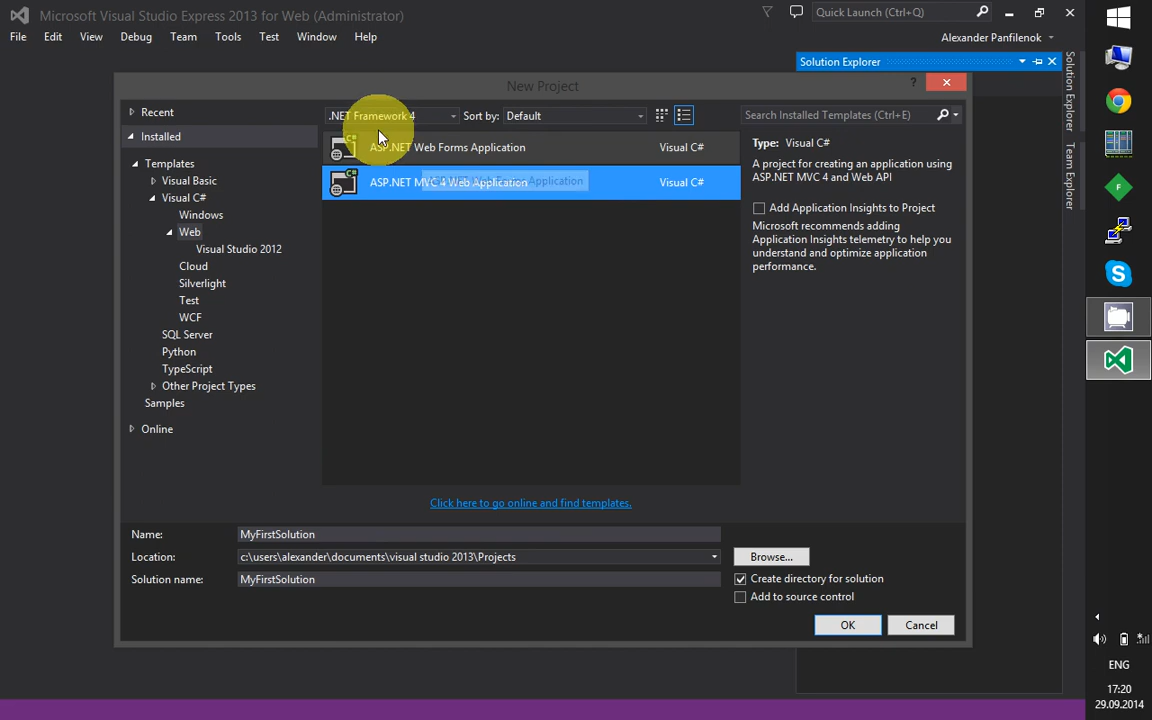 Microsoft Visual Studio Express 2013 for Web (Administrator)
Quick Launch (Ctrl+Q)
File Edit View Debug Team Tools Test Window Help
Alexander Panfilenok
Solution Explorer
Solution Explorer
Team Explorer
New Project
?
Recent
.NET Framework 4
Sort by: Default
Search Installed Templates (Ctrl+E)
Installed
Templates
Visual Basic
Visual C#
Windows
Web
Visual Studio 2012
Cloud
Silverlight
Test
WCF
SQL Server
Python
TypeScript
Other Project Types
Samples
Online
ASP.NET Web Forms Application Visual C#
ASP.NET MVC 4 Web Application Visual C#
ASP.NET Web Forms Application
Type: Visual C#
A project for creating an application using
ASP.NET MVC 4 and Web API
Add Application Insights to Project
Microsoft recommends adding
Application Insights telemetry to help you
understand and optimize application
performance.
Click here to go online and find templates.
Name: MyFirstSolution
Location: c:\users\alexander\documents\visual studio 2013\Projects
Browse...
Solution name: MyFirstSolution
Create directory for solution
Add to source control
OK
Cancel
F
ENG
17:20
29.09.2014